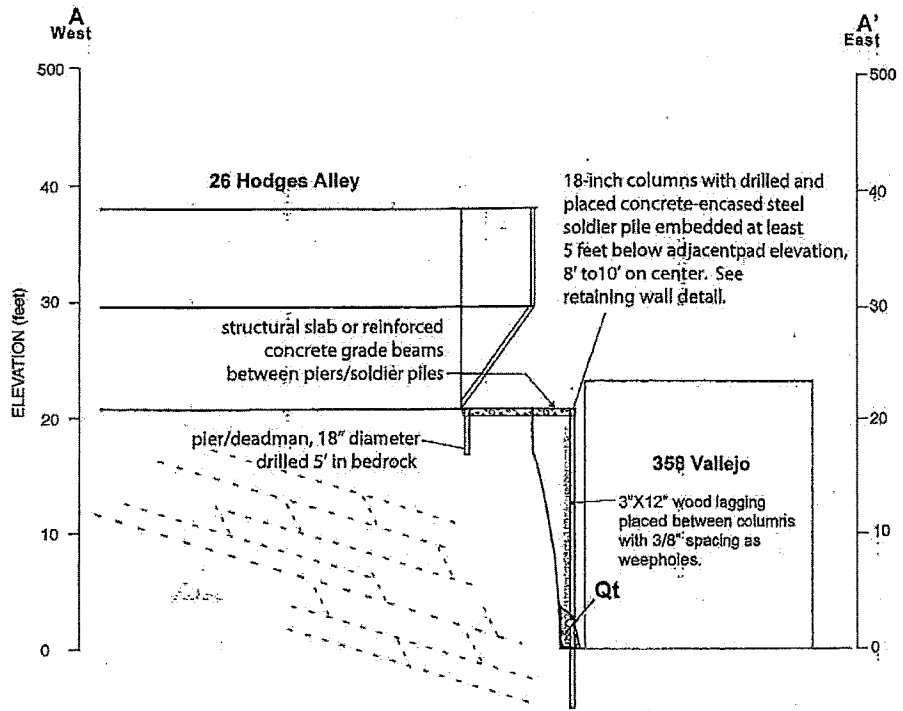 A
West
A'
East
500
500
26 Hodges Alley
18-inch columns with drilled and
placed concrete-encased steel
soldier pile embedded at least
5 feet below adjacentpad elevation,
8' to10' on center. See
retaining wall detail.
40
40
30
30
structural slab or reinforced
concrete grade beams
between piers/soldier piles
ELEVATION (feet)
20
20
pier/deadman, 18" diameter
drilled 5' in bedrock
358 Vallejo
3"X12" wood lagging
placed between columns
with 3/8" spacing as
weepholes.
10
10
Qt
0
0